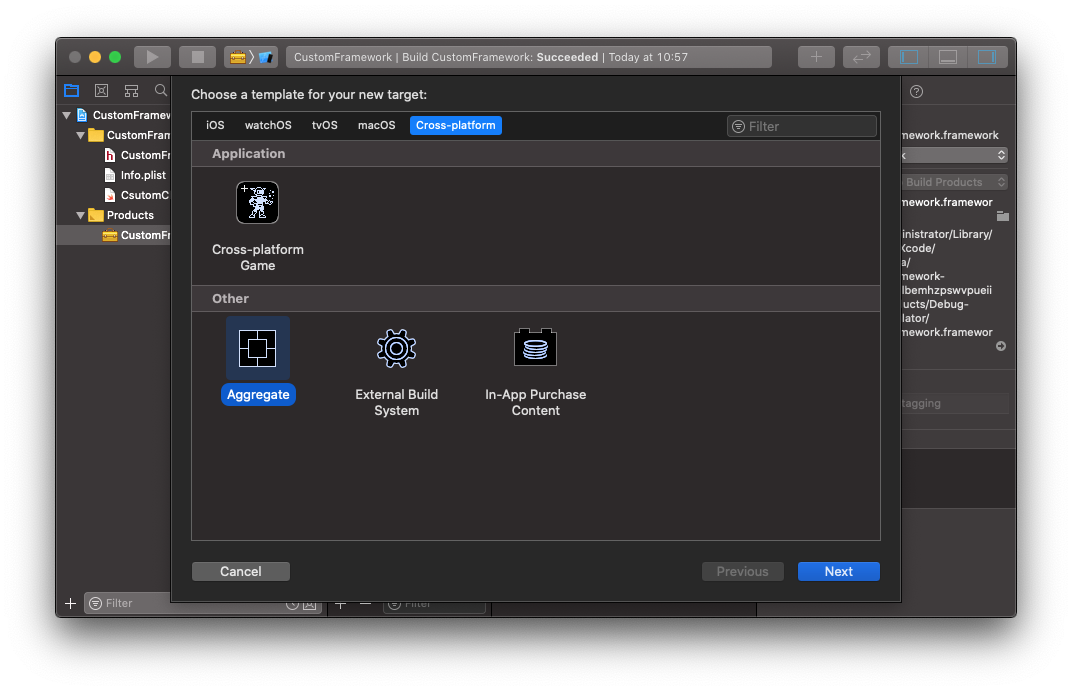 CustomFramework | Build CustomFramework: Succeeded | Today at 10:57
Choose a template for your new target:
iOS watchOS tvOS macOS Cross-platform
Filter
Application
Cross-platform
Game
Other
Aggregate
External Build
System
In-App Purchase
Content
Cancel
Previous
Next
CustomFramew
CustomFram
CustomFr
Info.plist
CsutomC
Products
CustomFr
Filter
Filter
mework.framework
k
Build Products
mework.framewor
inistrator/Library/
Xcode/
a/
mework-
lbemhzpswvpueii
ucts/Debug-
lator/
mework.framewor
tagging